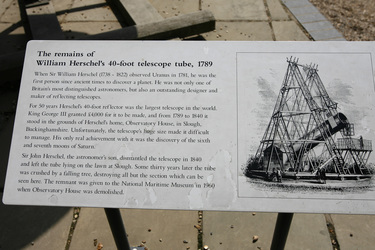 The remains of
William Herschel's 40-foot telescope tube, 1789
When Sir William Herschel (1738 - 1822) observed Uranus in 1781, he was the
first person since ancient times to discover a planet. He was not only one of
Britain's most distinguished astronomers, but also an outstanding designer and
maker of reflecting telescopes.
For 50 years Herschel's 40-foot reflector was the largest telescope in the world.
King George III granted £4000 for it to be made, and from 1789 to 1840 it
stood in the grounds of Herschel's home, Observatory House, in Slough,
Buckinghamshire. Unfortunately, the telescope's huge size made it difficult
to manage. His only real achievement with it was the discovery of the sixth
and seventh moons of Saturn.
Sir John Herschel, the astronomer's son, dismantled the telescope in 1840
and left the tube lying on the lawn at Slough. Some thirty years later the tube
was crushed by a falling tree, destroying all but the section which can be
seen here. The remnant was given to the National Maritime Museum in 1960
when Observatory House was demolished.